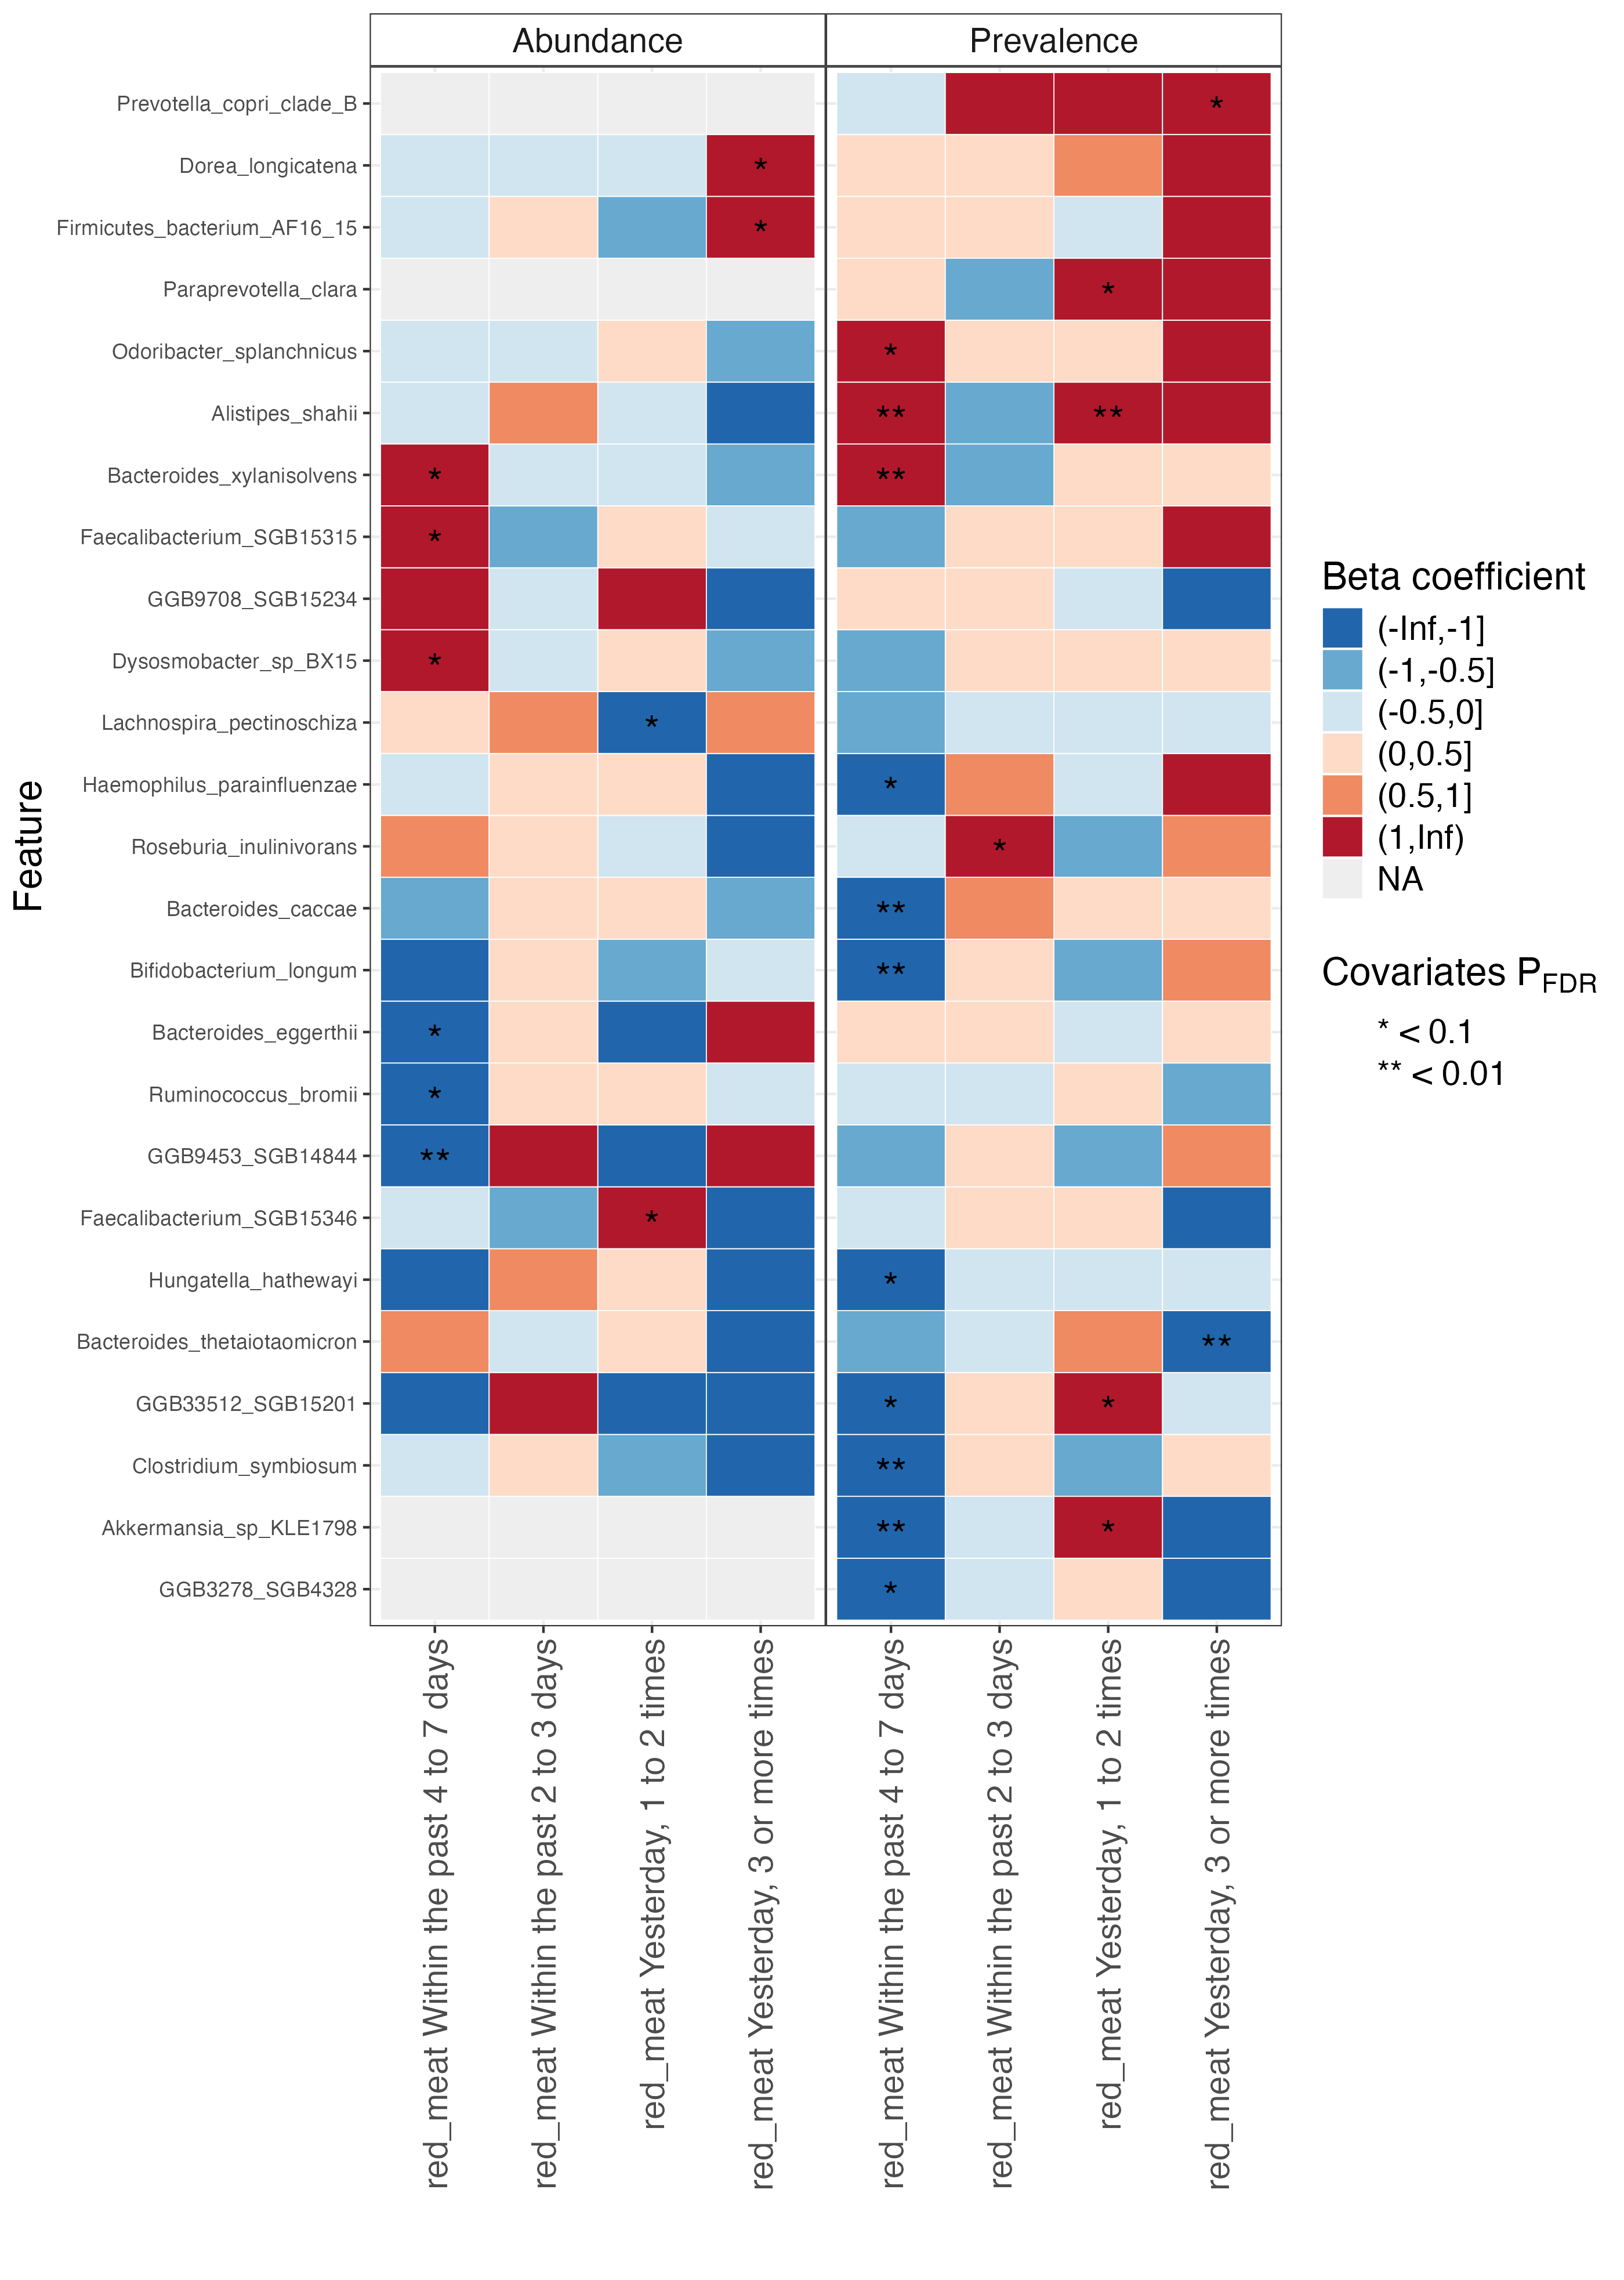 Abundance Prevalence
Feature
Prevotella_copri_clade_B *
Dorea_longicatena *
Firmicutes_bacterium_AF16_15 *
Paraprevotella_clara *
Odoribacter_splanchnicus *
Alistipes_shahii ** **
Bacteroides_xylanisolvens * **
Faecalibacterium_SGB15315 *
GGB9708_SGB15234
Dysosmobacter_sp_BX15 *
Lachnospira_pectinoschiza *
Haemophilus_parainfluenzae *
Roseburia_inulinivorans *
Bacteroides_caccae **
Bifidobacterium_longum **
Bacteroides_eggerthii *
Ruminococcus_bromii *
GGB9453_SGB14844 **
Faecalibacterium_SGB15346 *
Hungatella_hathewayi *
Bacteroides_thetaiotaomicron **
GGB33512_SGB15201 * *
Clostridium_symbiosum **
Akkermansia_sp_KLE1798 ** *
GGB3278_SGB4328 *
red_meat Within the past 4 to 7 days
red_meat Within the past 2 to 3 days
red_meat Yesterday, 1 to 2 times
red_meat Yesterday, 3 or more times
red_meat Within the past 4 to 7 days
red_meat Within the past 2 to 3 days
red_meat Yesterday, 1 to 2 times
red_meat Yesterday, 3 or more times
Beta coefficient
(-Inf,-1]
(-1,-0.5]
(-0.5,0]
(0,0.5]
(0.5,1]
(1,Inf)
NA
Covariates PFDR
* < 0.1
** < 0.01